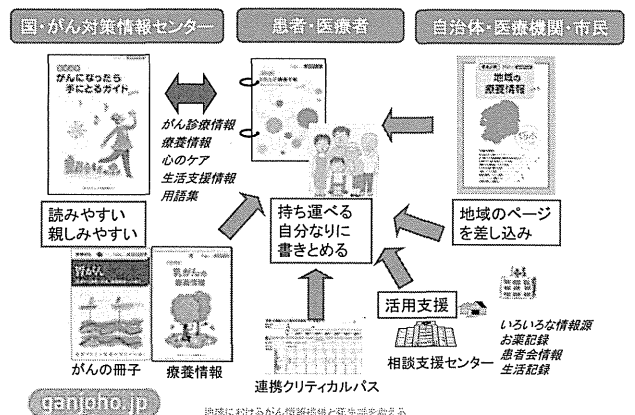 国・がん対策情報センター
患者・医療者
自治体・医療機関・市民
がんになったら
手にとるガイド
地域の
療養情報
がん診療情報
療養情報
心のケア
生活支援情報
用語集
読みやすい
親しみやすい
持ち運べる
自分なりに
書きとめる
地域のページ
を差し込み
乳がんの
療養情報
活用支援
いろいろな情報源
お薬記録
患者会情報
生活記録
相談支援センター
がんの冊子
療養情報
連携クリティカルパス
ganjoho.jp